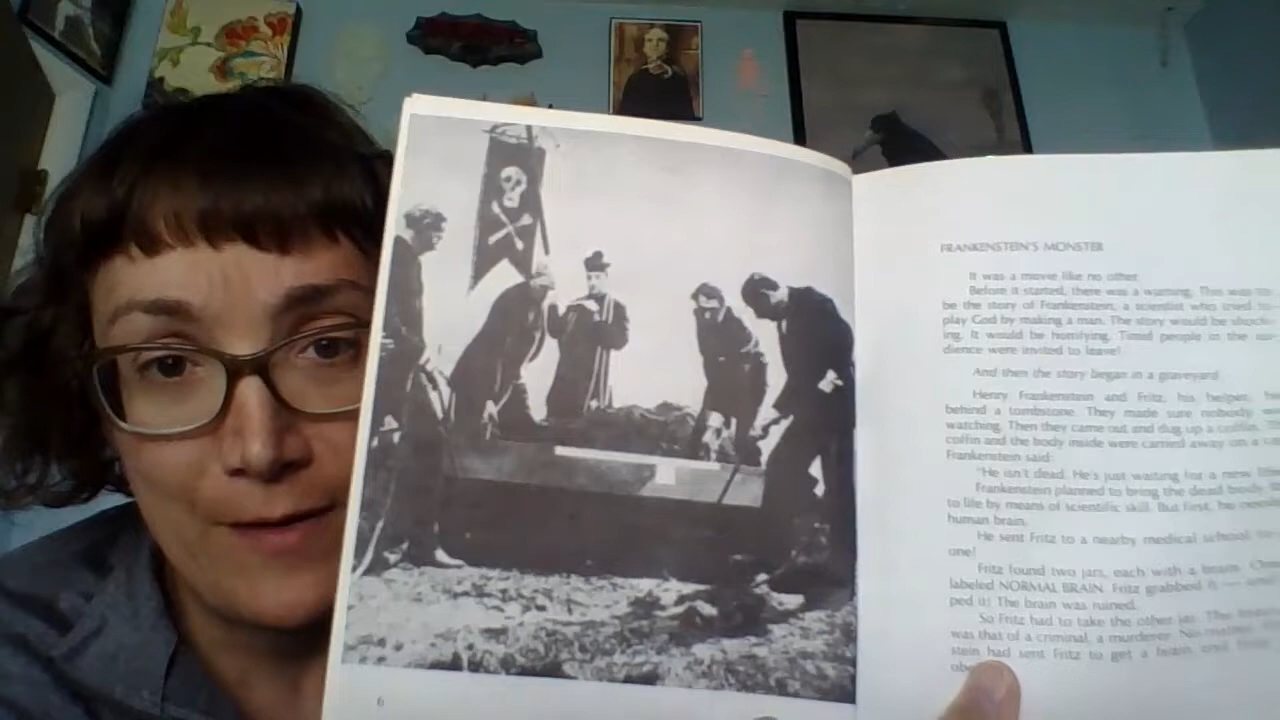 FRANKENSTEIN'S MONSTER
It was a movie like no other.
Before it started, there was a warning. This was to
be the story of Frankenstein, a scientist who tried to
play God by making a man. The story would be shock-
ing. It would be horrifying. Timid people in the au-
dience were invited to leave!
And then the story began in a graveyard.
Henry Frankenstein and Fritz, his helper,
behind a tombstone. They made sure nobody
watching. Then they came out and dug up a coffin.
coffin and the body inside were carried away on a
Frankenstein said:
"He isn't dead. He's just waiting for a new
Frankenstein planned to bring the dead body
to life by means of scientific skill. But first, he
human brain.
He sent Fritz to a nearby medical school
one!
Fritz found two jars, each with a brain.
labeled NORMAL BRAIN. Fritz grabbed it —
ped it! The brain was ruined.
So Fritz had to take the other jar. The
was that of a criminal, a murderer.
stein had sent Fritz to get a brain, and
6